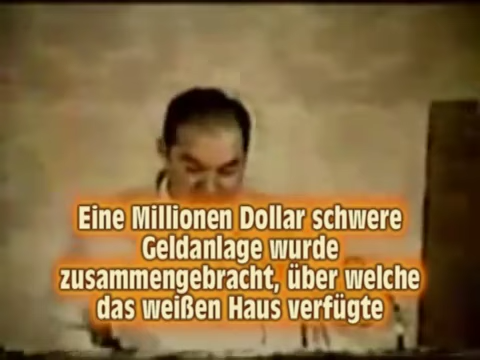 Eine Millionen Dollar schwere
Geldanlage wurde
zusammengebracht, über welche
das weißen Haus verfügte